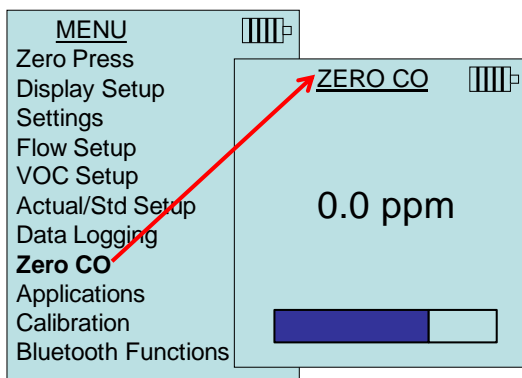 MENU
Zero Press
Display Setup
Settings
Flow Setup
VOC Setup
Actual/Std Setup
Data Logging
Zero CO
Applications
Calibration
Bluetooth Functions
ZERO CO
0.0 ppm